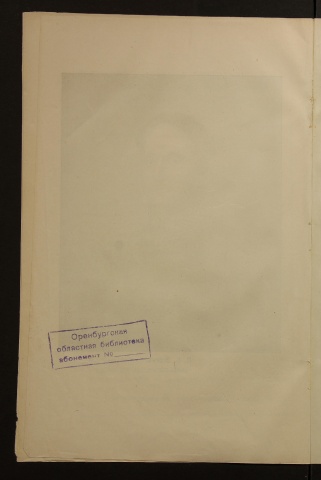 Оренбургская
областная библиотека
абонемент №